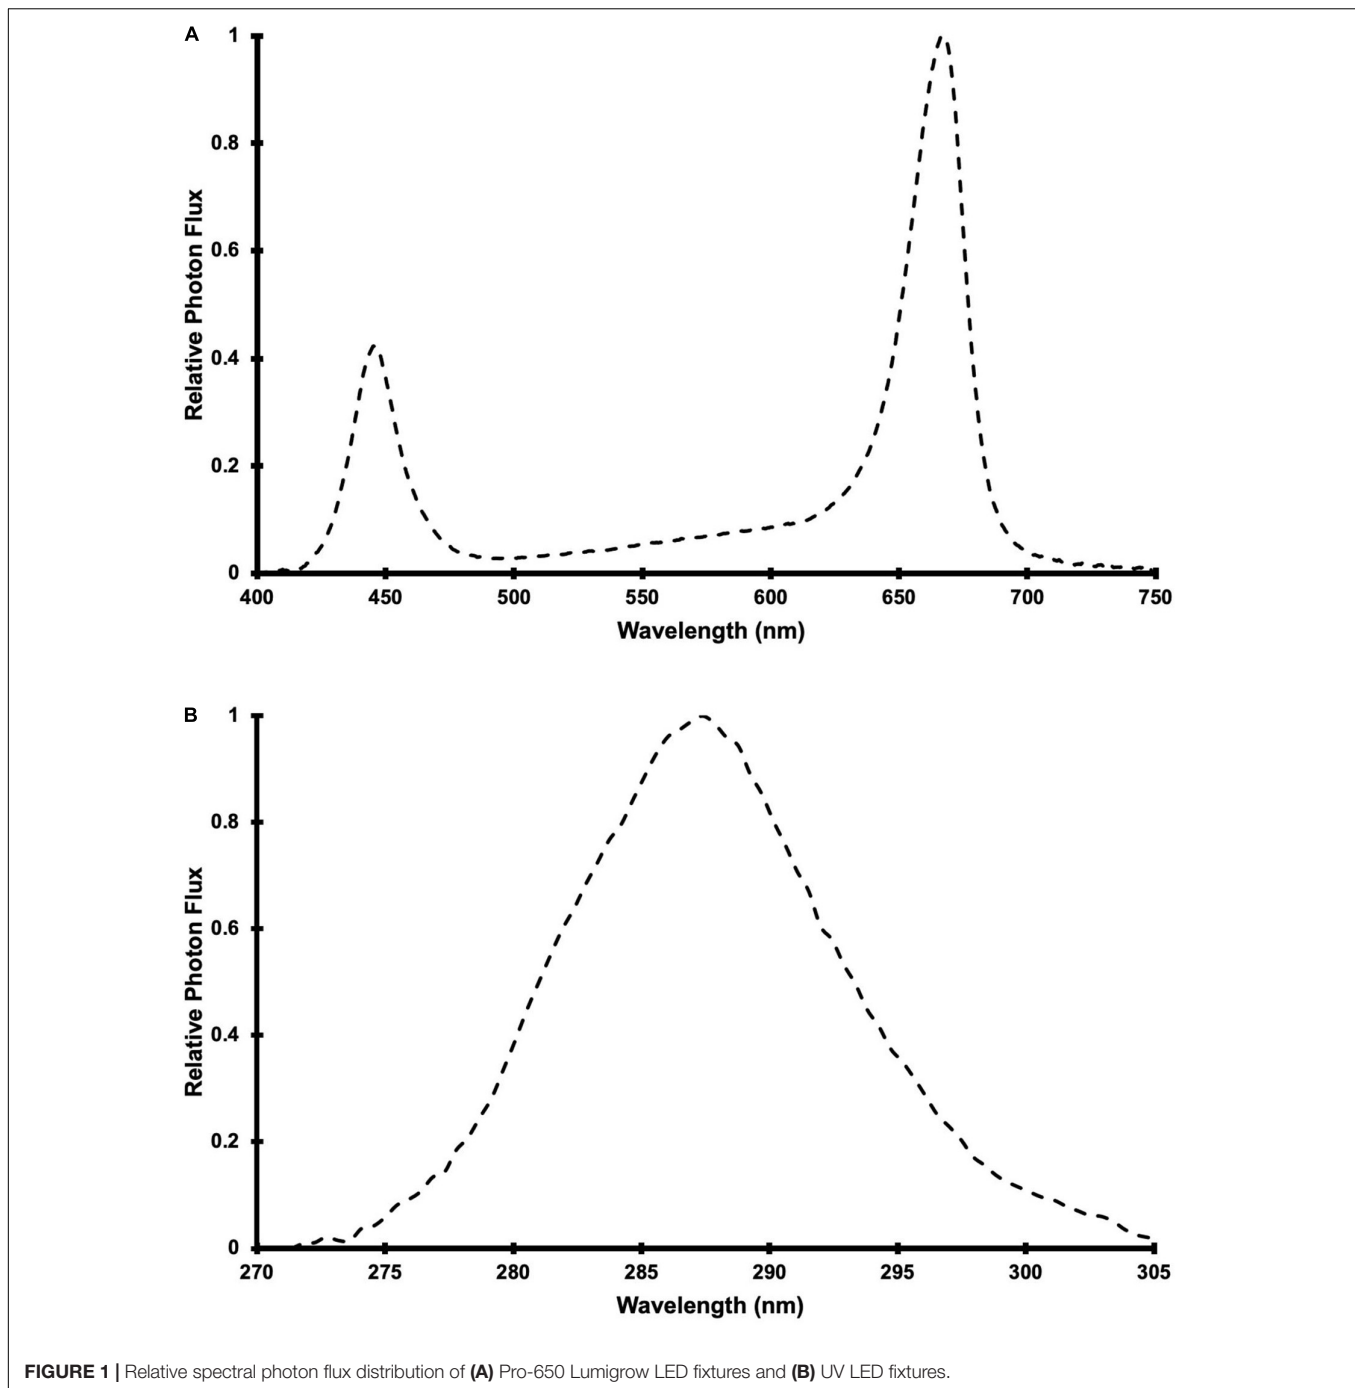 A
1
0.8
0.6
0.4
0.2
0
Relative Photon Flux
400 450 500 550 600 650 700 750
Wavelength (nm)
B
1
0.8
0.6
0.4
0.2
0
Relative Photon Flux
270 275 280 285 290 295 300 305
Wavelength (nm)
FIGURE 1 | Relative spectral photon flux distribution of (A) Pro-650 Lumigrow LED fixtures and (B) UV LED fixtures.